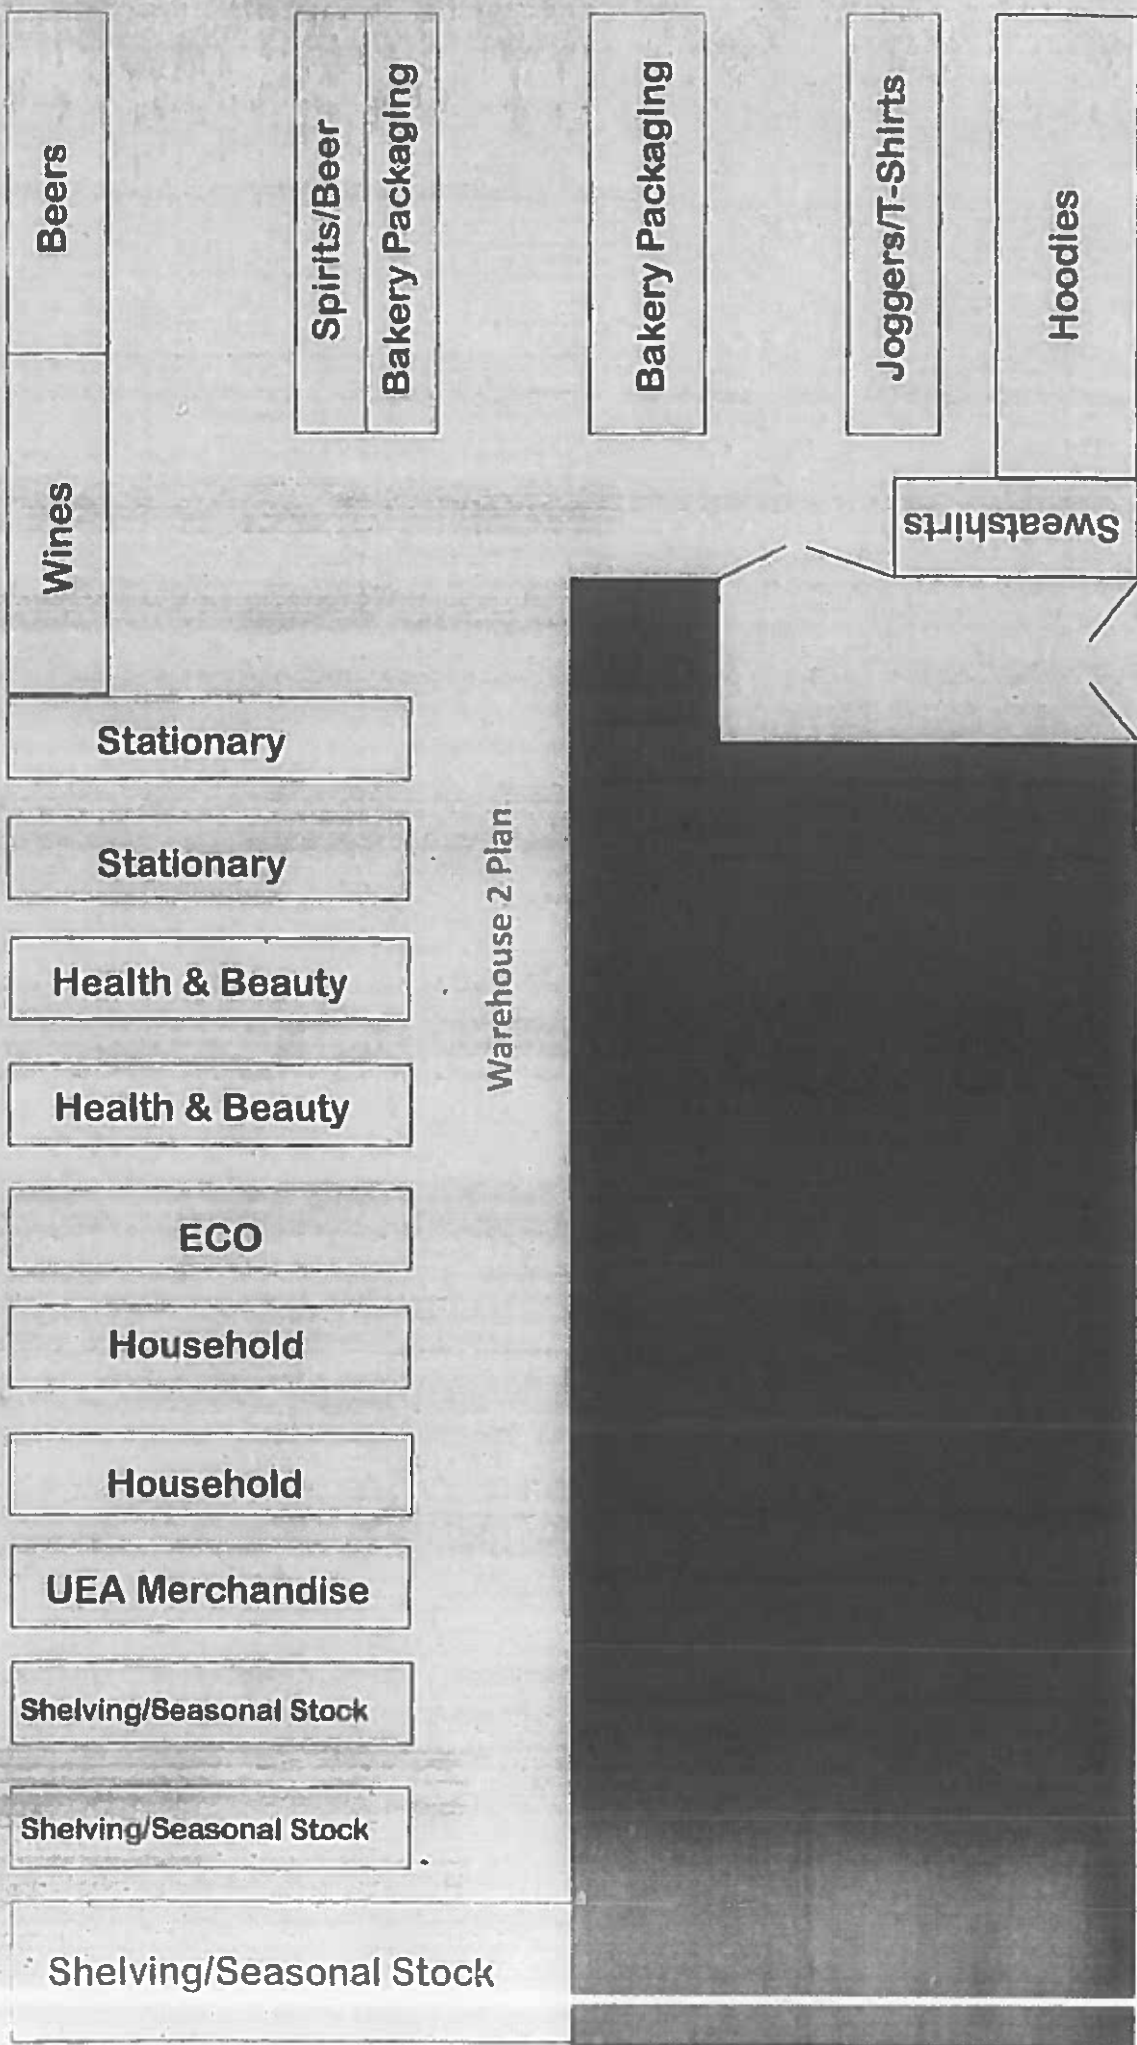 Beers
Spirits/Beer
Bakery Packaging
Bakery Packaging
Joggers/T-Shirts
Hoodies
Wines
Sweatshirts
Stationary
Stationary
Health & Beauty
Health & Beauty
Warehouse 2 Plan
ECO
Household
Household
UEA Merchandise
Shelving/Seasonal Stock
Shelving/Seasonal Stock
Shelving/Seasonal Stock